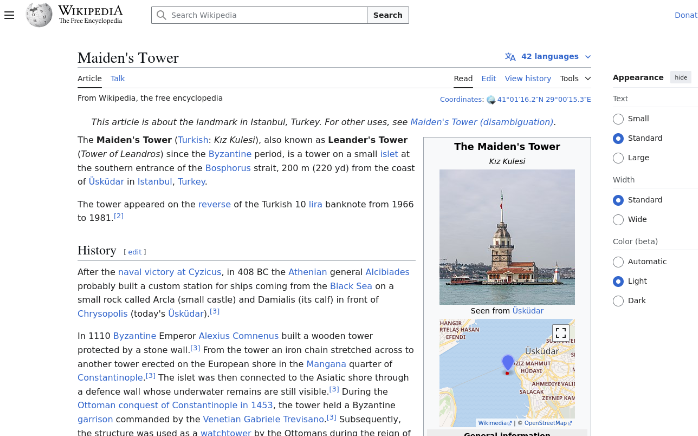 WIKIPEDIA
The Free Encyclopedia
Search Wikipedia
Search
Donat
Maiden's Tower
42 languages
Article Talk
Read Edit View history Tools
From Wikipedia, the free encyclopedia
Coordinates: 41°01′16.2″N 29°00′15.3″E
This article is about the landmark in Istanbul, Turkey. For other uses, see Maiden's Tower (disambiguation).
The Maiden's Tower (Turkish: Kız Kulesi), also known as Leander's Tower
(Tower of Leandros) since the Byzantine period, is a tower on a small islet at
the southern entrance of the Bosphorus strait, 200 m (220 yd) from the coast
of Üsküdar in Istanbul, Turkey.
The tower appeared on the reverse of the Turkish 10 lira banknote from 1966
to 1981.[2]
History [ edit ]
After the naval victory at Cyzicus, in 408 BC the Athenian general Alcibiades
probably built a custom station for ships coming from the Black Sea on a
small rock called Arcla (small castle) and Damialis (its calf) in front of
Chrysopolis (today's Üsküdar).[3]
In 1110 Byzantine Emperor Alexius Comnenus built a wooden tower
protected by a stone wall.[3] From the tower an iron chain stretched across to
another tower erected on the European shore in the Mangana quarter of
Constantinople.[3] The islet was then connected to the Asiatic shore through
a defence wall whose underwater remains are still visible.[3] During the
Ottoman conquest of Constantinople in 1453, the tower held a Byzantine
garrison commanded by the Venetian Gabriele Trevisano.[3] Subsequently,
the structure was used as a watchtower by the Ottomans during the reign of
The Maiden's Tower
Kız Kulesi
Seen from Üsküdar
HANGIR
RTELAŞ HASAN
EFENDI
Üsküdar
AZIZ MAHMUT
HÜDAYI
AHMEDIYE
SALACAK
ZEYNEP KAM
Wikimedia | © OpenStreetMap
General information
Appearance hide
Text
Small
Standard
Large
Width
Standard
Wide
Color (beta)
Automatic
Light
Dark